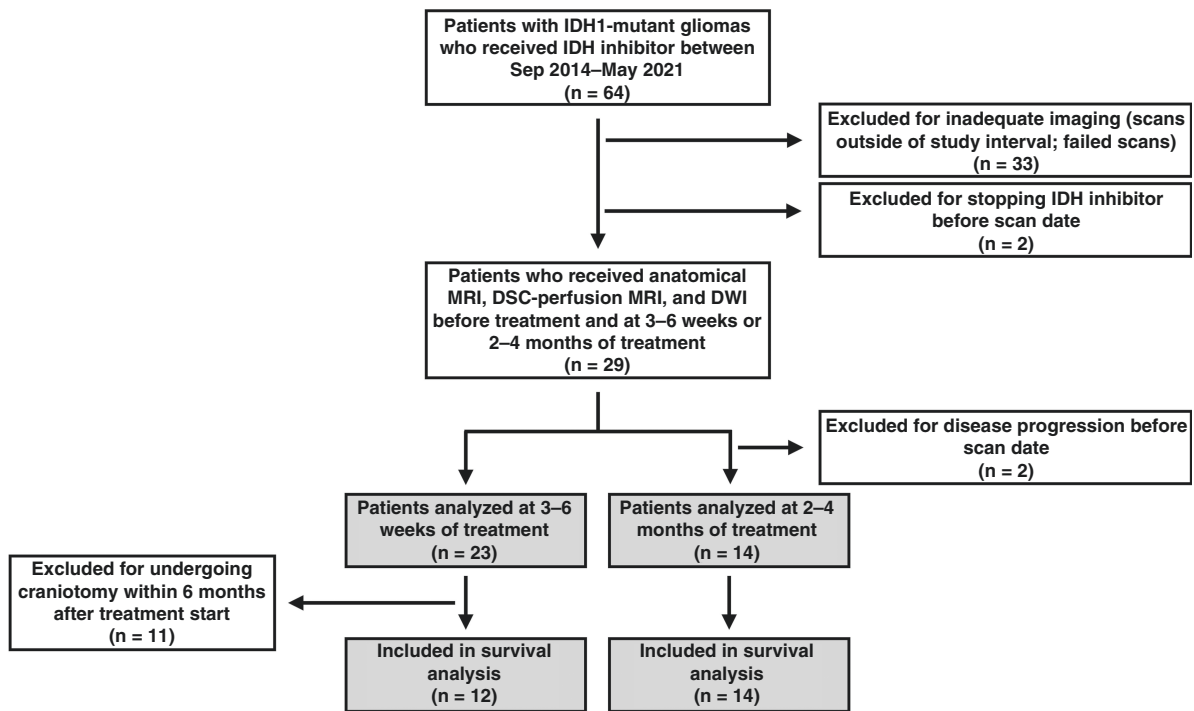 Patients with IDH1-mutant gliomas
who received IDH inhibitor between
Sep 2014–May 2021
(n = 64)
Excluded for inadequate imaging (scans
outside of study interval; failed scans)
(n = 33)
Excluded for stopping IDH inhibitor
before scan date
(n = 2)
Patients who received anatomical
MRI, DSC-perfusion MRI, and DWI
before treatment and at 3–6 weeks or
2–4 months of treatment
(n = 29)
Excluded for disease progression before
scan date
(n = 2)
Patients analyzed at 3–6
weeks of treatment
(n = 23)
Patients analyzed at 2–4
months of treatment
(n = 14)
Excluded for undergoing
craniotomy within 6 months
after treatment start
(n = 11)
Included in survival
analysis
(n = 12)
Included in survival
analysis
(n = 14)